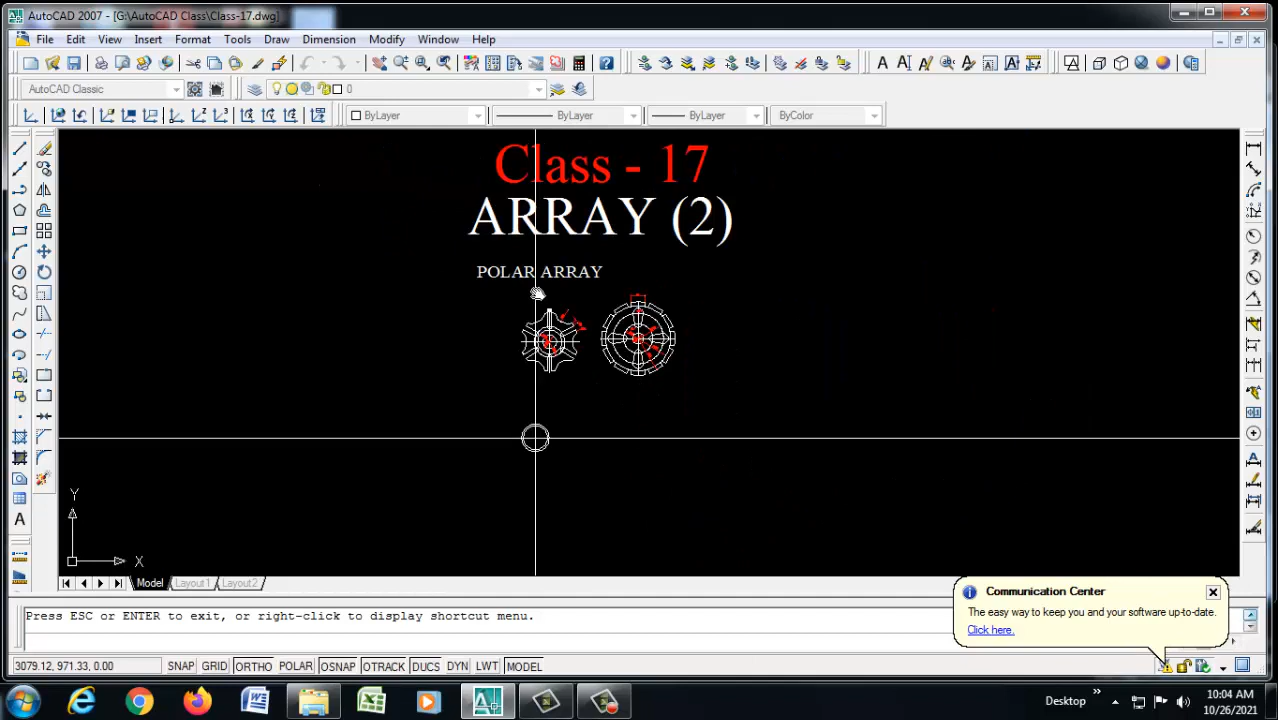 AutoCAD 2007 - [G:\AutoCAD Class\Class-17.dwg]
File Edit View Insert Format Tools Draw Dimension Modify Window Help
AutoCAD Classic
0
ByLayer
ByLayer
ByLayer
ByColor
Class - 17
ARRAY (2)
POLAR ARRAY
Y
X
Model Layout1 Layout2
Communication Center
The easy way to keep you and your software up-to-date.
Click here.
Press ESC or ENTER to exit, or right-click to display shortcut menu.
3079.12, 971.33, 0.00 SNAP GRID ORTHO POLAR OSNAP OTRACK DUCS DYN LWT MODEL
Desktop
10:04 AM
10/26/2021